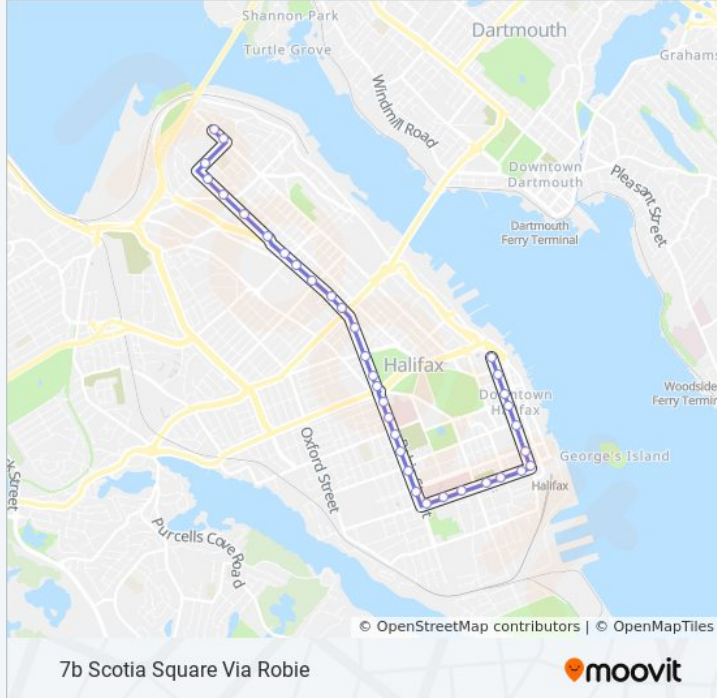 Shannon Park
Turtle Grove
Dartmouth
Grahams
Windmill Road
Downtown
Dartmouth
Pleasant Street
Dartmouth
Ferry Terminal
Halifax
Downtown
Halifax
Woodside
Ferry Termin
Oxford Street
George's Island
Halifax
Street
Purcells Cove Road
© OpenStreetMap contributors | © OpenMapTiles
7b Scotia Square Via Robie
moovit